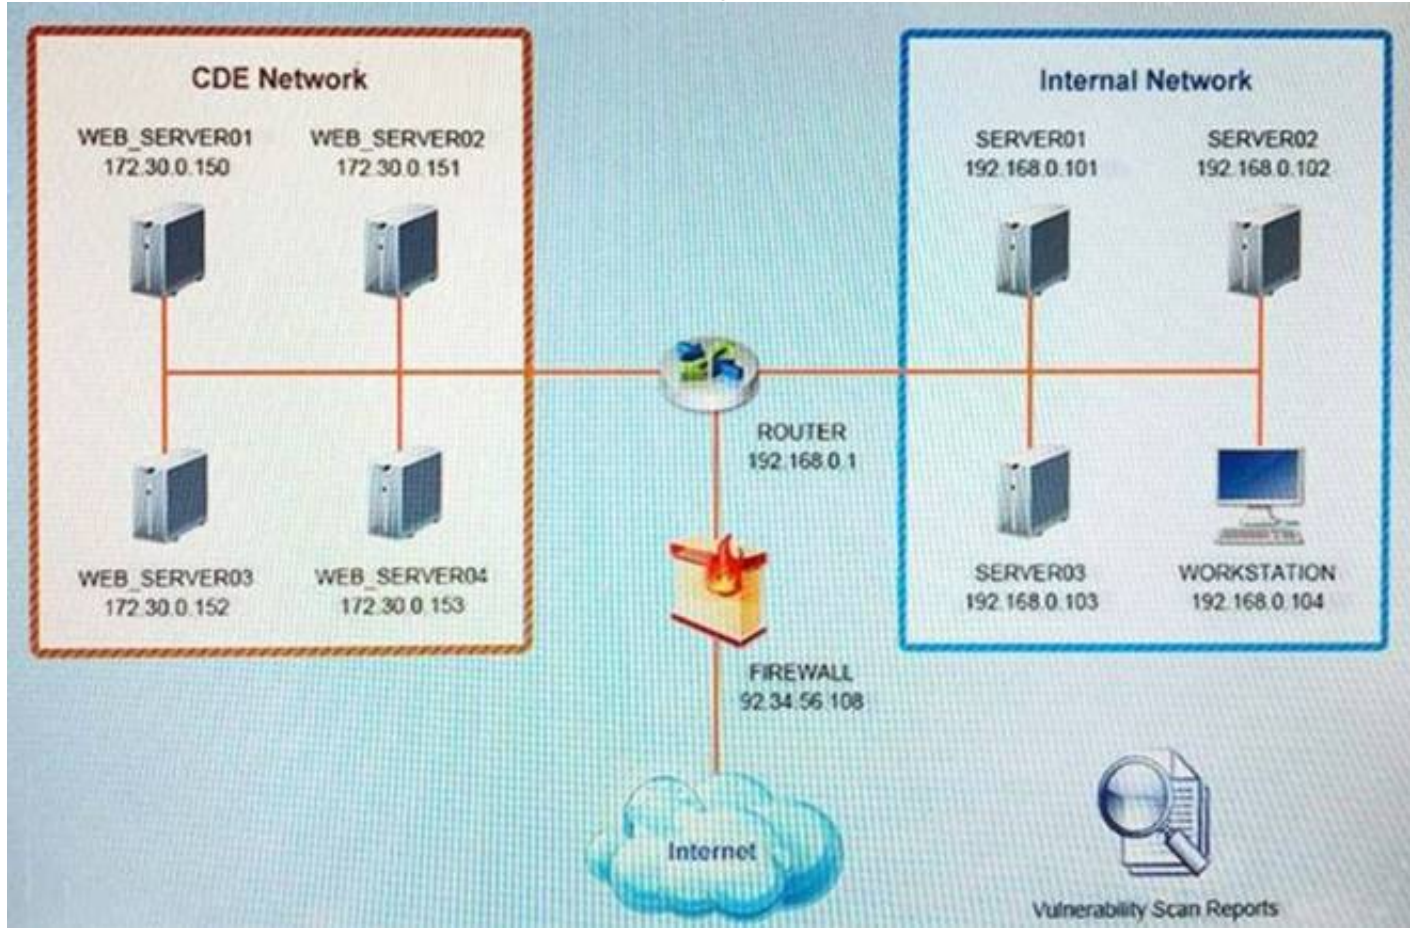 CDE Network
WEB_SERVER01
172.30.0.150
WEB_SERVER02
172.30.0.151
WEB_SERVER03
172.30.0.152
WEB_SERVER04
172.30.0.153
ROUTER
192.168.0.1
FIREWALL
92.34.56.108
Internet
Internal Network
SERVER01
192.168.0.101
SERVER02
192.168.0.102
SERVER03
192.168.0.103
WORKSTATION
192.168.0.104
Vulnerability Scan Reports